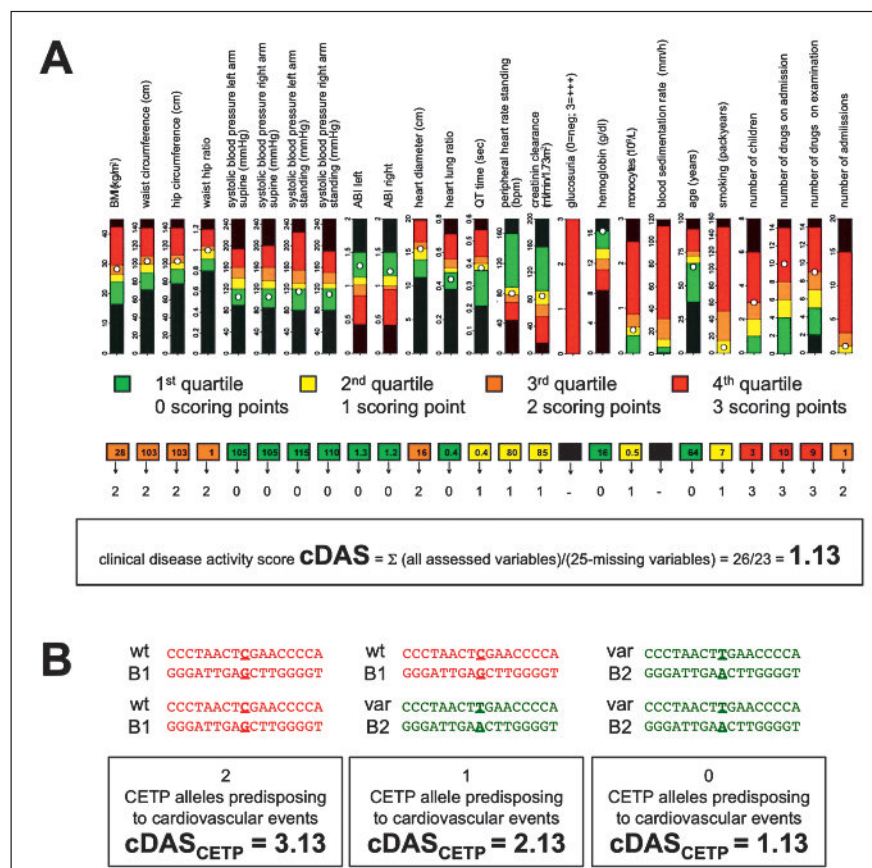 A
BMI(kg/m²)
waist circumference (cm)
hip circumference (cm)
waist hip ratio
systolic blood pressure left arm
supine (mmHg)
systolic blood pressure right arm
supine (mmHg)
systolic blood pressure left arm
standing (mmHg)
systolic blood pressure right arm
standing (mmHg)
ABI left
ABI right
heart diameter (cm)
heart lung ratio
QT time (sec)
peripheral heart rate standing
(bpm)
creatinin clearance
glucosuria (0=neg; 3=+++)
hemoglobin (g/dl)
monocytes (10⁹/L)
blood sedimentation rate (mm/h)
age (years)
smoking (packyears)
number of children
number of drugs on admission
number of drugs on examination
number of admiisions
1st quartile
0 scoring points
2nd quartile
1 scoring point
3rd quartile
2 scoring points
4th quartile
3 scoring points
28 103 103 1 105 105 115 110 1.3 1.2 16 0.4 0.4 80 85 16 0.5 64 7 3 10 9 1
2 2 2 2 0 0 0 0 0 0 2 0 1 1 1 - 0 1 - 0 1 3 3 3 2
clinical disease activity score cDAS = Σ (all assessed variables)/(25-missing variables) = 26/23 = 1.13
B
wt CCCTAACTCGAACCCCA
B1 GGGATTGAGCTTGGGGT
wt CCCTAACTCGAACCCCA
B1 GGGATTGAGCTTGGGGT
2
CETP alleles predisposing
to cardiovascular events
cDASCETP = 3.13
wt CCCTAACTCGAACCCCA
B1 GGGATTGAGCTTGGGGT
var CCCTAACTTGAACCCCA
B2 GGGATTGAACTTGGGGT
1
CETP allele predisposing
to cardiovascular events
cDASCETP = 2.13
var CCCTAACTTGAACCCCA
B2 GGGATTGAACTTGGGGT
var CCCTAACTTGAACCCCA
B2 GGGATTGAACTTGGGGT
0
CETP alleles predisposing
to cardiovascular events
cDASCETP = 1.13